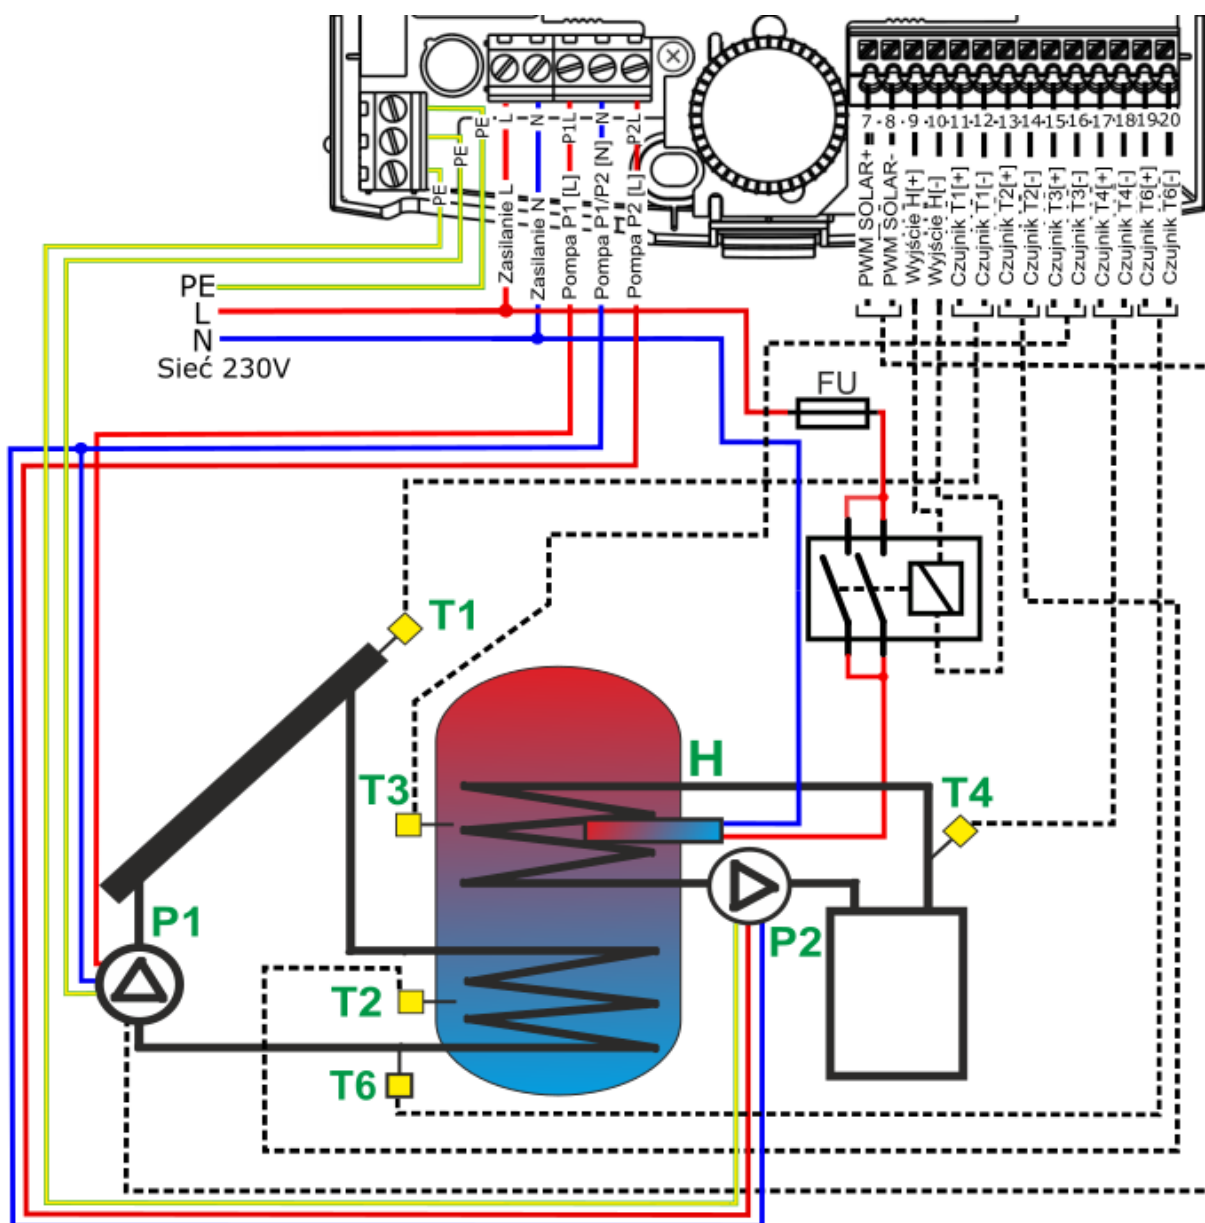 L
N
P1L
N
P2L
PE
PE
PE
7 8 9 10 11 12 13 14 15 16 17 18 19 20
Zasilanie L
Zasilanie N
Pompa P1 [L]
Pompa P1/P2 [N]
Pompa P2 [L]
PWM SOLAR+
PWM SOLAR-
Wyjście H[+]
Wyjście H[-]
Czujnik T1[+]
Czujnik T1[-]
Czujnik T2[+]
Czujnik T2[-]
Czujnik T3[+]
Czujnik T3[-]
Czujnik T4[+]
Czujnik T4[-]
Czujnik T6[+]
Czujnik T6[-]
PE
L
N
Sieć 230V
FU
T1
H
T3
T4
P1
P2
T2
T6